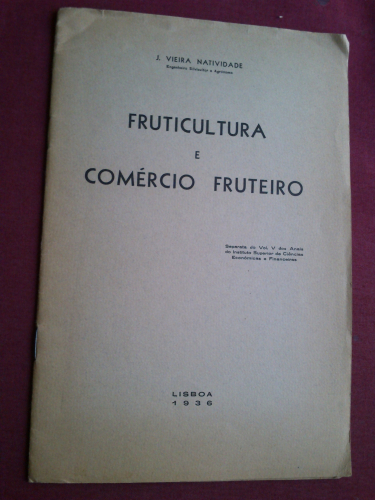 J. VIEIRA NATIVIDADE
Engenheiro Silvicultor e Agrónomo
FRUTICULTURA
E
COMÉRCIO FRUTEIRO
Separata do Vol. V dos Anais
do Instituto Superior de Ciências
Económicas e Financeiras
LISBOA
1936